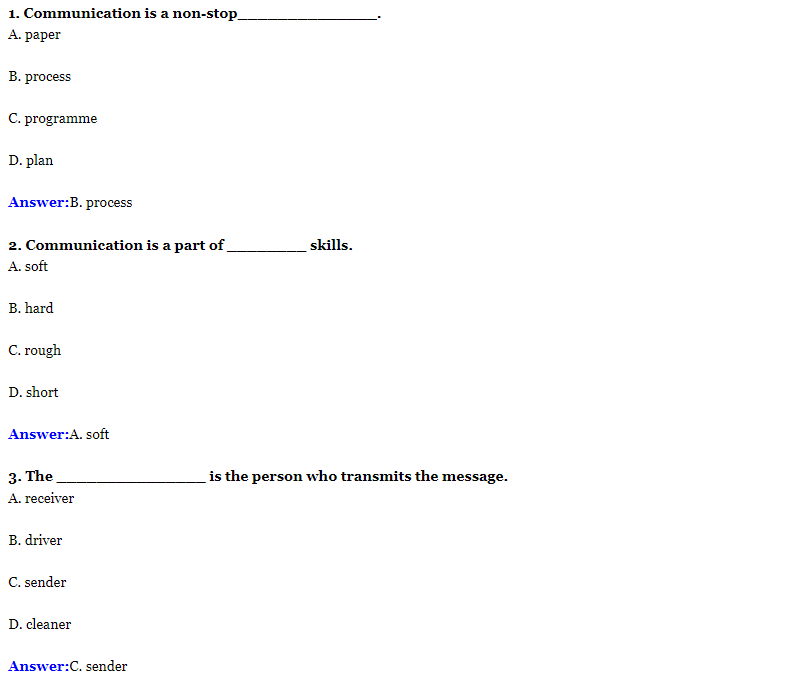 1. Communication is a non-stop________________.
A. paper
B. process
C. programme
D. plan
Answer:B. process
2. Communication is a part of _________ skills.
A. soft
B. hard
C. rough
D. short
Answer:A. soft
3. The _________________ is the person who transmits the message.
A. receiver
B. driver
C. sender
D. cleaner
Answer:C. sender